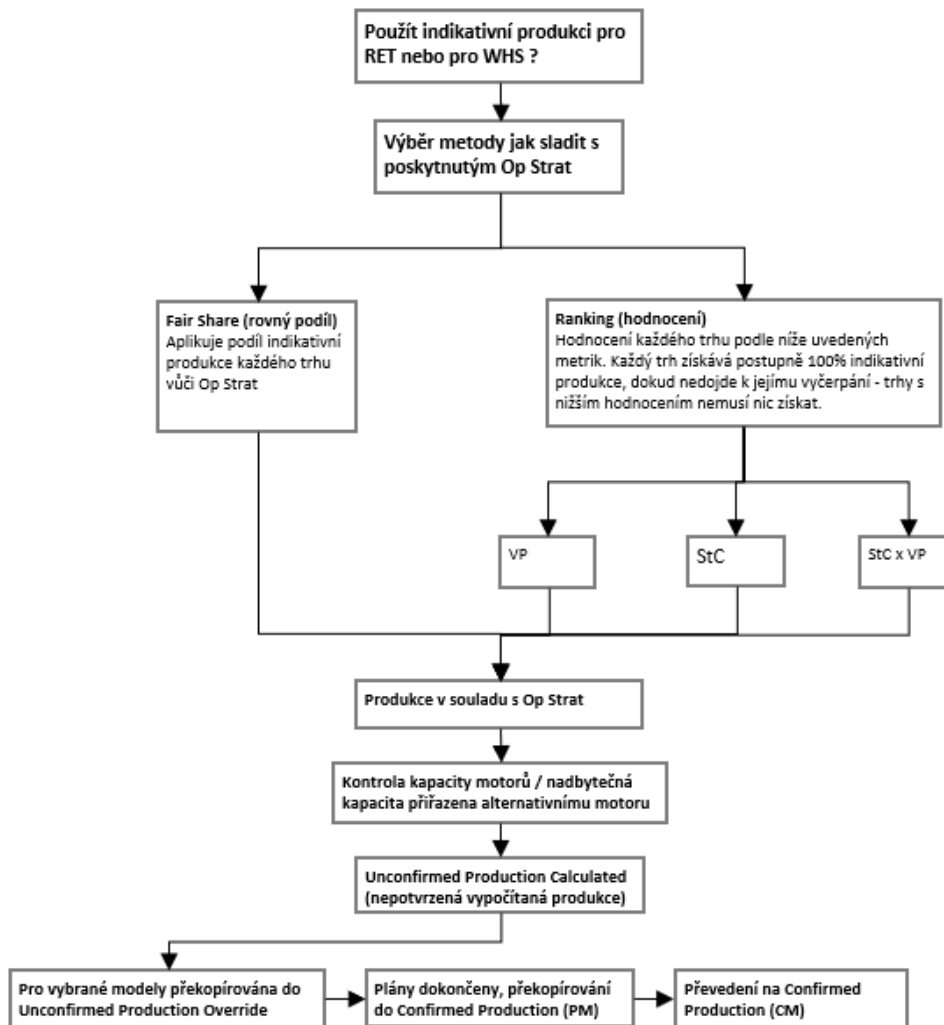 Použít indikativní produkci pro
RET nebo pro WHS ?
Výběr metody jak sladit s
poskytnutým Op Strat
Fair Share (rovný podíl)
Aplikuje podíl indikativní
produkce každého trhu
vůči Op Strat
Ranking (hodnocení)
Hodnocení každého trhu podle níže uvedených
metrik. Každý trh získává postupně 100% indikativní
produkce, dokud nedojde k jejímu vyčerpání - trhy s
nižším hodnocením nemusí nic získat.
VP
StC
StC x VP
Produkce v souladu s Op Strat
Kontrola kapacity motorů / nadbytečná
kapacita přiřazena alternativnímu motoru
Unconfirmed Production Calculated
(nepotvrzená vypočítaná produkce)
Pro vybrané modely překopírována do
Unconfirmed Production Override
Plány dokončeny, překopírování
do Confirmed Production (PM)
Převedení na Confirmed
Production (CM)